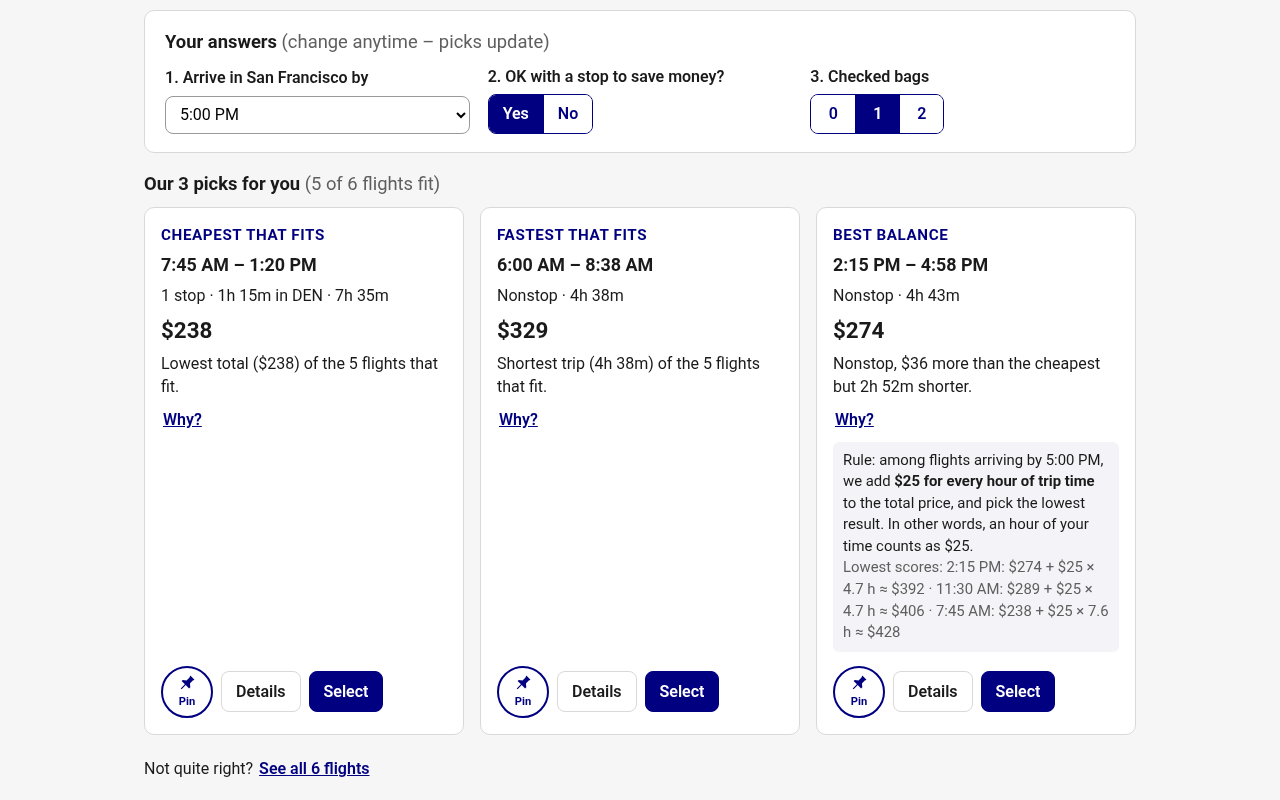 Your answers (change anytime – picks update)
1. Arrive in San Francisco by
2. OK with a stop to save money?
3. Checked bags
5:00 PM
Yes
No
0
1
2
Our 3 picks for you (5 of 6 flights fit)
CHEAPEST THAT FITS
7:45 AM – 1:20 PM
1 stop · 1h 15m in DEN · 7h 35m
$238
Lowest total ($238) of the 5 flights that
fit.
Why?
Pin
Details
Select
FASTEST THAT FITS
6:00 AM – 8:38 AM
Nonstop · 4h 38m
$329
Shortest trip (4h 38m) of the 5 flights
that fit.
Why?
Pin
Details
Select
BEST BALANCE
2:15 PM – 4:58 PM
Nonstop · 4h 43m
$274
Nonstop, $36 more than the cheapest
but 2h 52m shorter.
Why?
Rule: among flights arriving by 5:00 PM,
we add $25 for every hour of trip time
to the total price, and pick the lowest
result. In other words, an hour of your
time counts as $25.
Lowest scores: 2:15 PM: $274 + $25 ×
4.7 h ≈ $392 · 11:30 AM: $289 + $25 ×
4.7 h ≈ $406 · 7:45 AM: $238 + $25 × 7.6
h ≈ $428
Pin
Details
Select
Not quite right? See all 6 flights